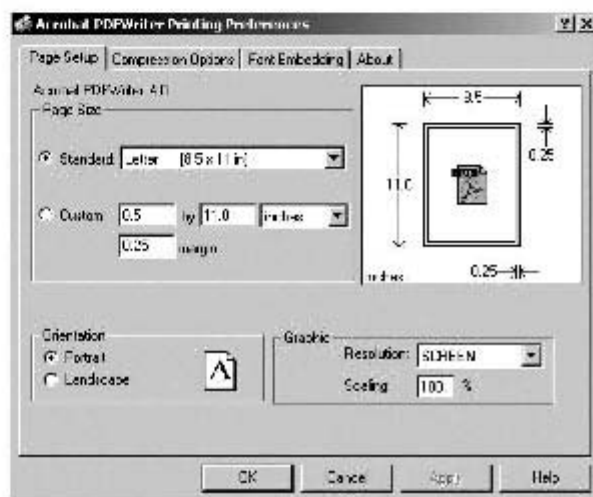 Acrobat PDFWriter Printing Preferences
Page Setup Compression Options Font Embedding About
Acrobat PDFWriter 4.0
Page Size
Standard: Letter [8.5 x 11 in]
Custom 8.5 by 11.0 inches
0.25 margin
8.5
0.25
11.0
inches 0.25
Orientation
Portrait
Landscape
A
Graphic
Resolution: SCREEN
Scaling: 100 %
OK Cancel Apply Help